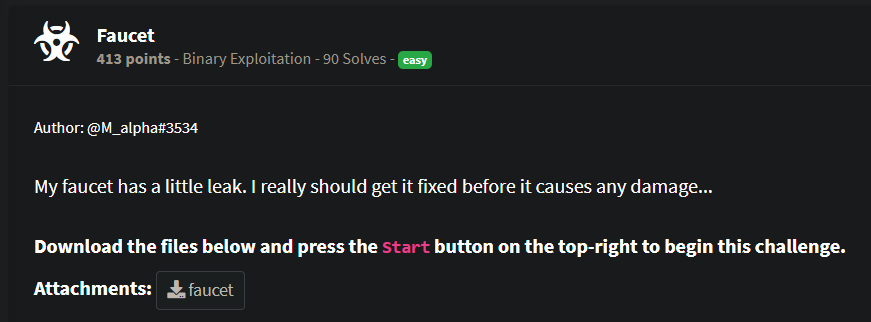 Faucet
413 points - Binary Exploitation - 90 Solves - easy
Author: @M_alpha#3534
My faucet has a little leak. I really should get it fixed before it causes any damage...
Download the files below and press the Start button on the top-right to begin this challenge.
Attachments: faucet